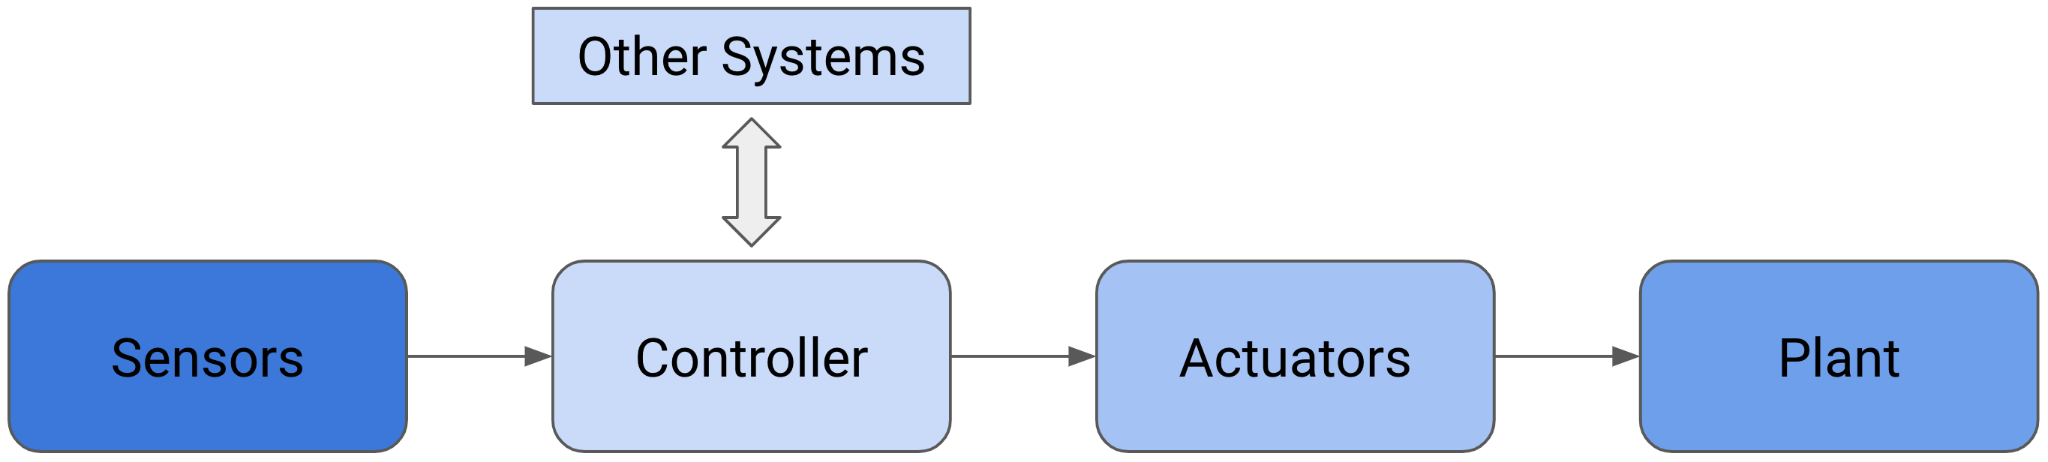 Other Systems
Sensors
Controller
Actuators
Plant